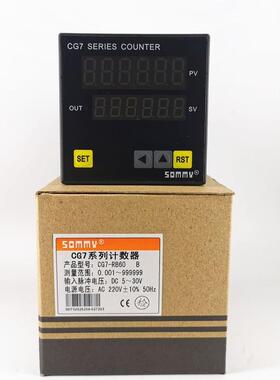 CG7 SERIES COUNTER
PV
OUT
SV
SET
RST
sommy®
sommy®
CG7系列计数器
产品型号: CG7-RB60 B
测量范围: 0.001~999999
输入脉冲电压: DC 5~30V
电源电压: AC 220V±10% 50Hz